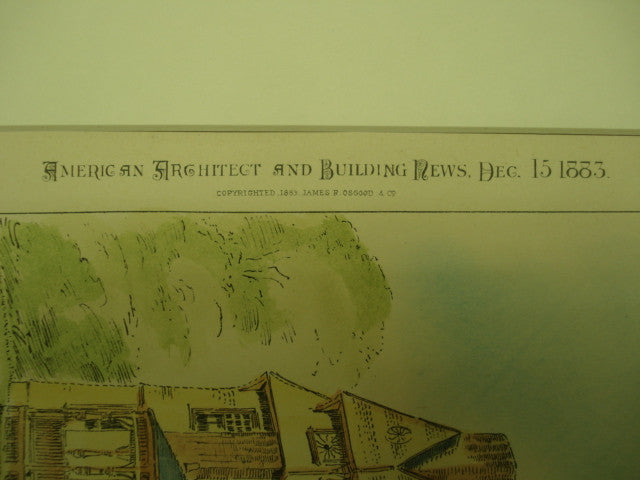 AMERICAN ARCHITECT AND BUILDING NEWS, DEC. 15 1883.
COPYRIGHTED 1883 JAMES R. OSGOOD & CO